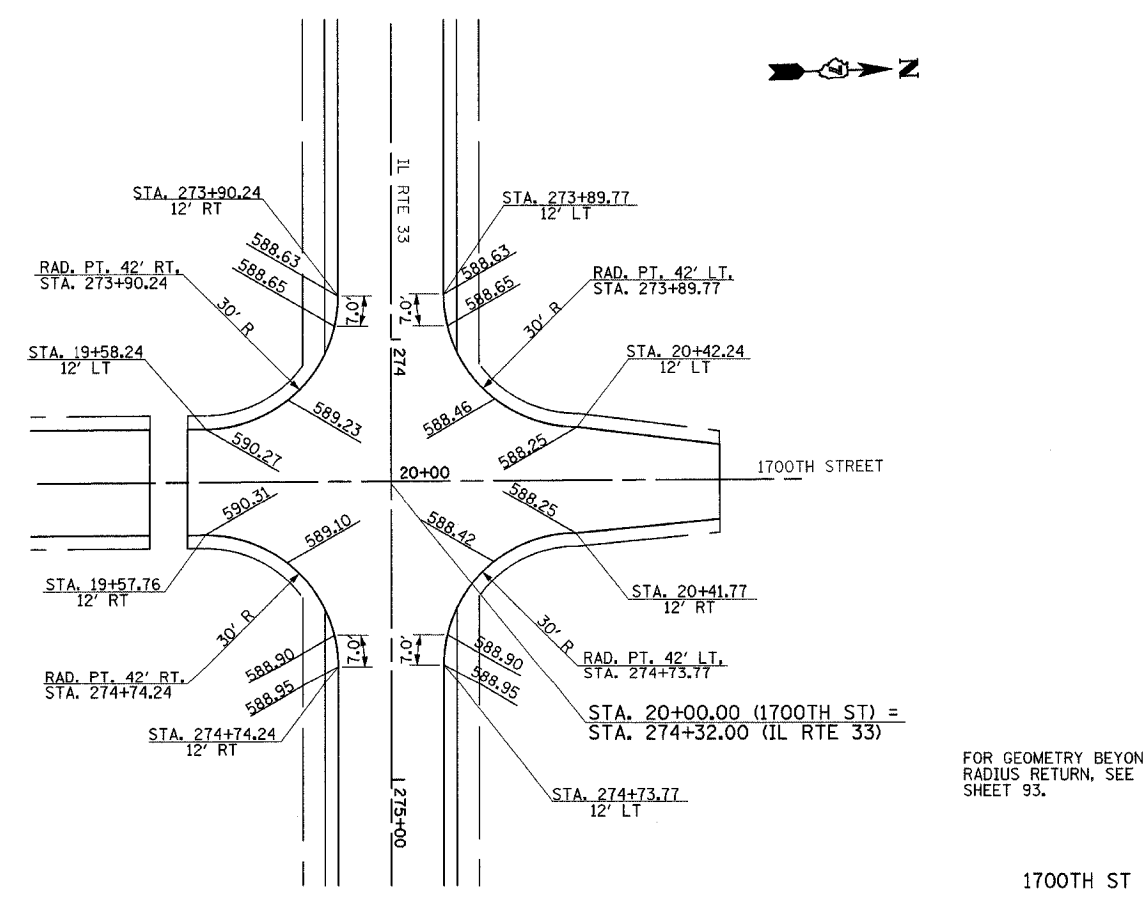 N
IL RTE 33
STA. 273+90.24
12' RT
STA. 273+89.77
12' LT
588.63
588.65
588.63
588.65
RAD. PT. 42' RT.
STA. 273+90.24
RAD. PT. 42' LT.
STA. 273+89.77
7.0'
7.0'
30' R
30' R
274
STA. 19+58.24
12' LT
STA. 20+42.24
12' LT
589.23
588.46
590.27
588.25
20+00
1700TH STREET
590.31
588.25
589.10
588.42
STA. 19+57.76
12' RT
STA. 20+41.77
12' RT
30' R
30' R
7.0'
7.0'
588.90
588.95
588.90
588.95
RAD. PT. 42' RT.
STA. 274+74.24
RAD. PT. 42' LT.
STA. 274+73.77
STA. 274+74.24
12' RT
STA. 20+00.00 (1700TH ST) =
STA. 274+32.00 (IL RTE 33)
STA. 274+73.77
12' LT
275+00
FOR GEOMETRY BEYON
RADIUS RETURN, SEE
SHEET 93.
1700TH ST